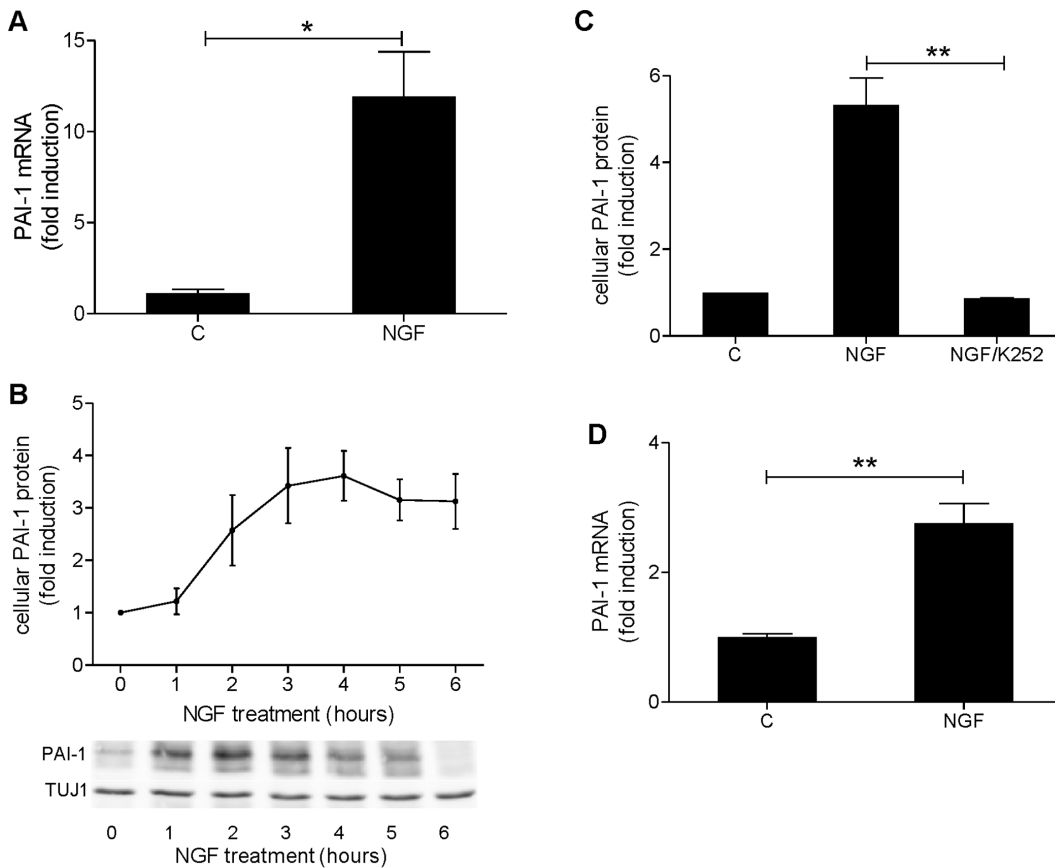 A
15
10
5
0
PAI-1 mRNA
(fold induction)
*
C NGF
B
5
4
3
2
1
0
cellular PAI-1 protein
(fold induction)
0 1 2 3 4 5 6
NGF treatment (hours)
PAI-1
TUJ1
0 1 2 3 4 5 6
NGF treatment (hours)
C
6
4
2
0
cellular PAI-1 protein
(fold induction)
**
C NGF NGF/K252
D
4
2
0
PAI-1 mRNA
(fold induction)
**
C NGF